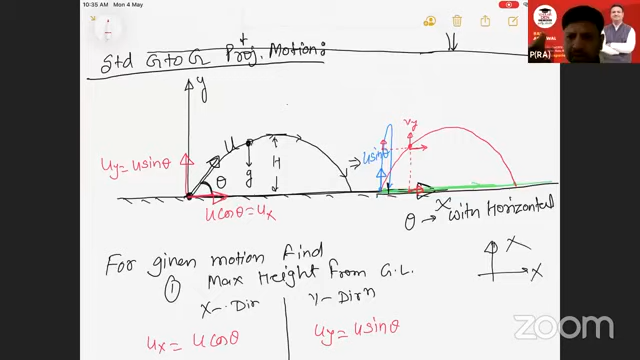 10:35 AM Mon 4 May
Std G to G Proj. Motion:
y
Uy = usinθ
u
θ
g
H
ucosθ = ux
⇒
usinθ
Vy
θ → ∡ with Horizontal
For given motion find
① Max Height from G.L.
X - Dir
Y - Dirⁿ
ux = ucosθ
uy = usinθ
X
P(RA)
zoom